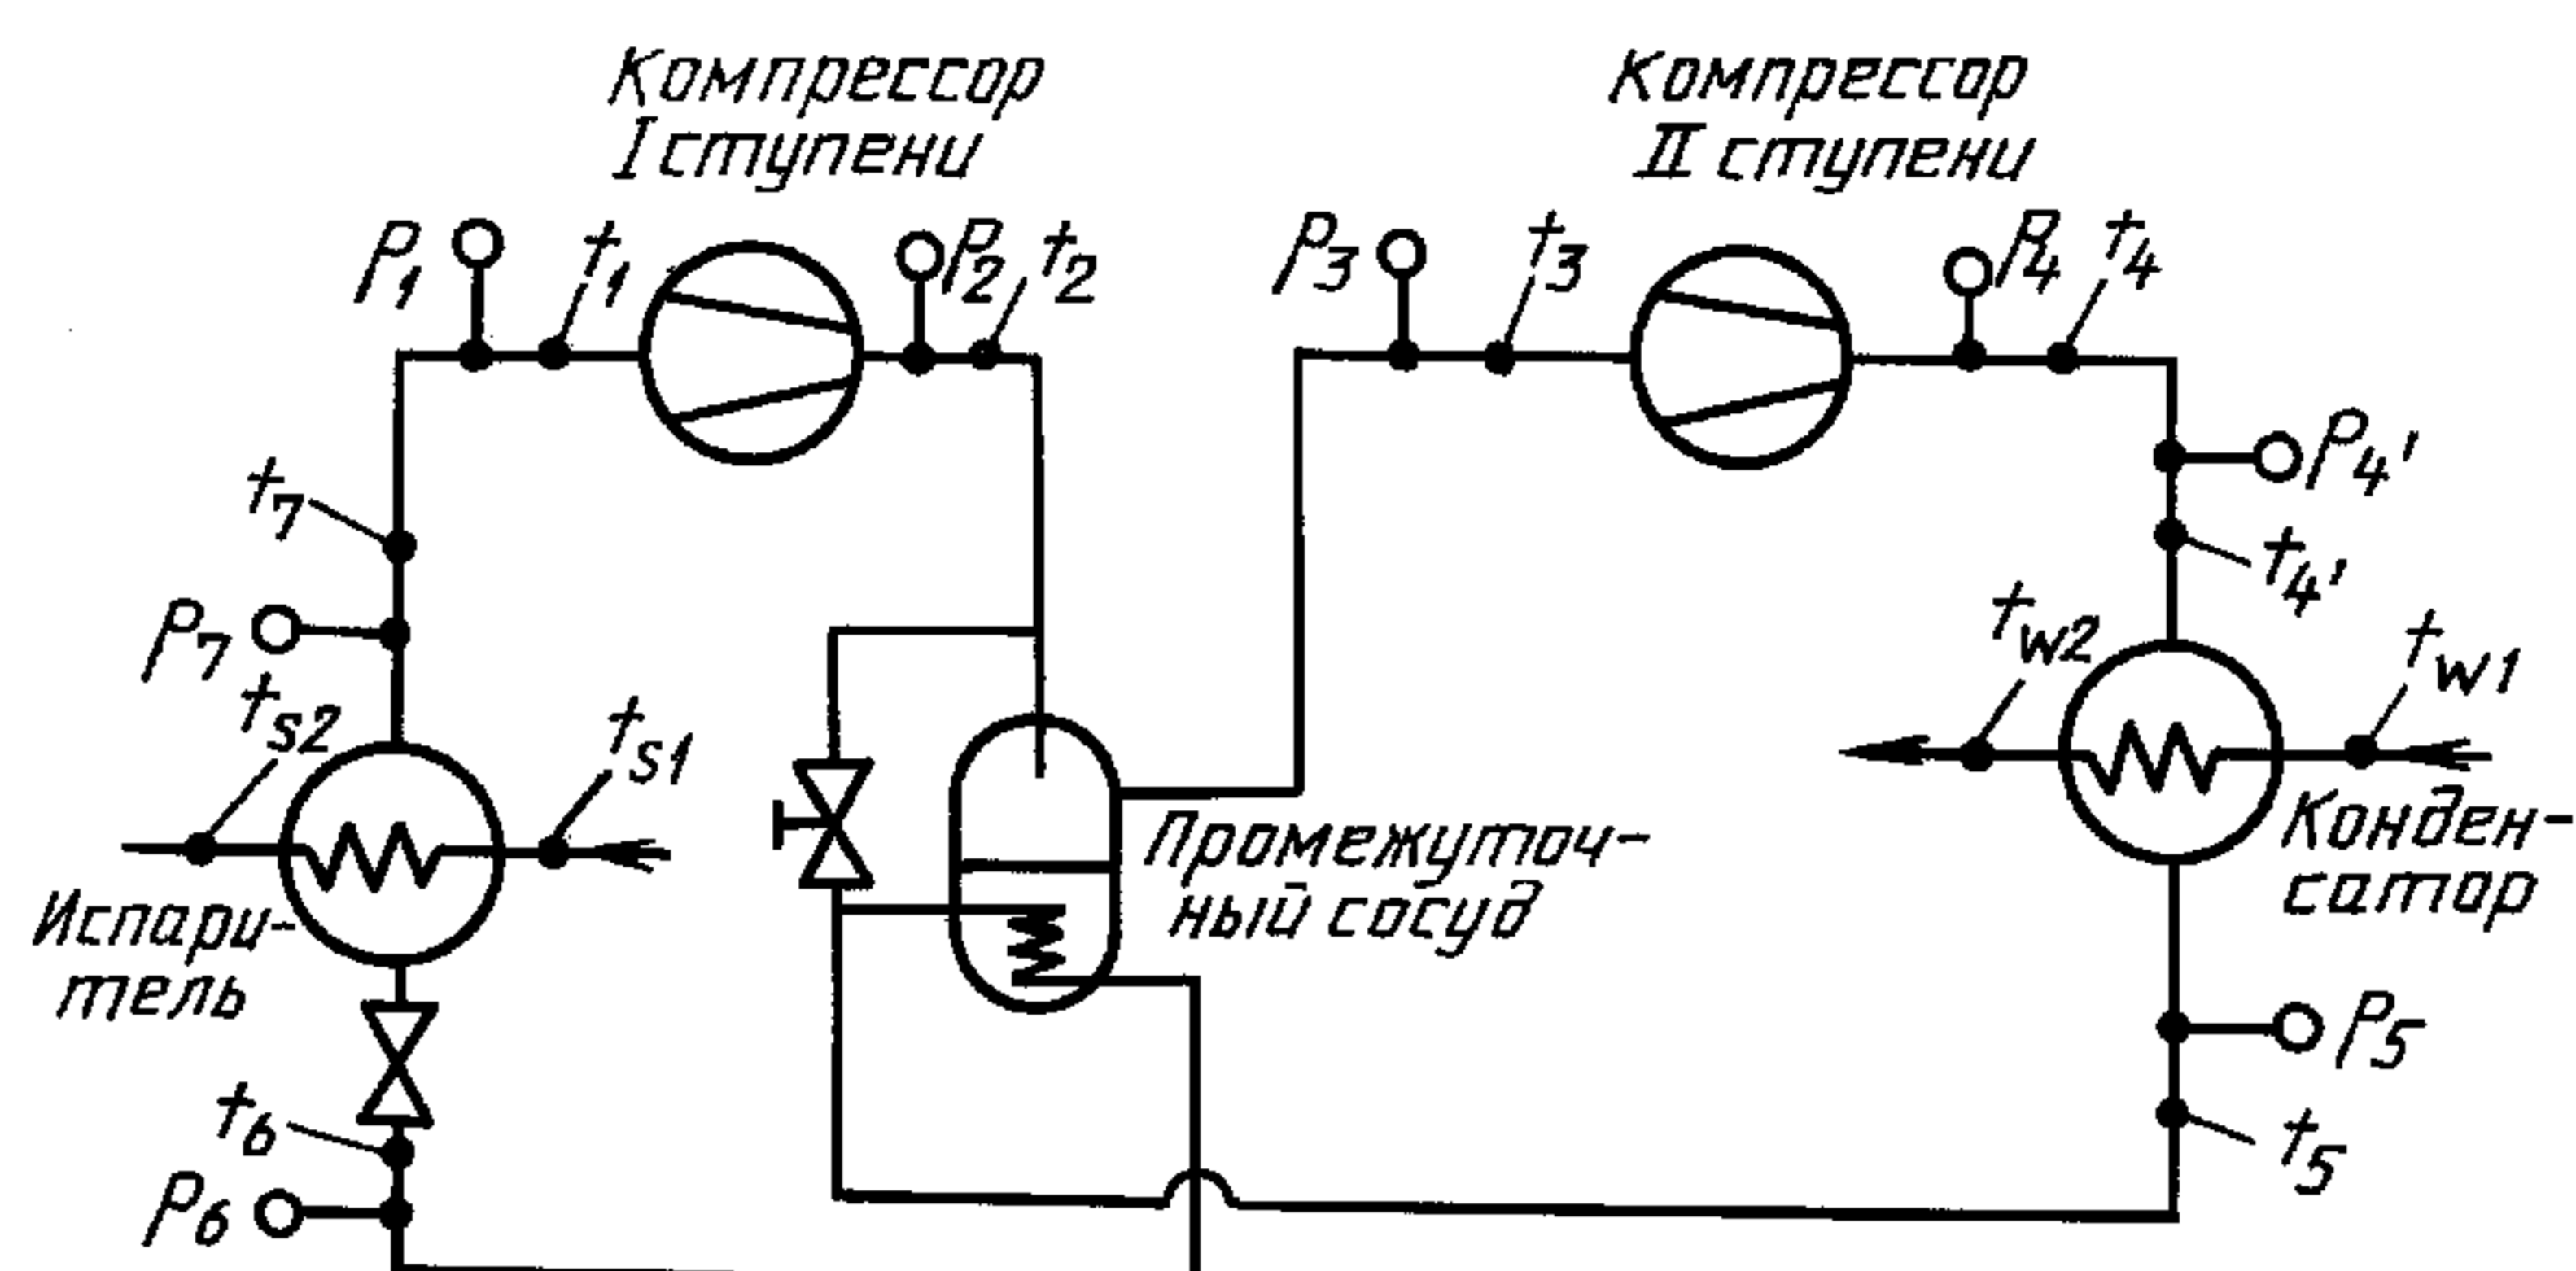 Компрессор
I ступени
Компрессор
II ступени
P1
t1
P2
t2
P3
t3
P4
t4
P4'
t4'
t7
P7
ts2
ts1
tw2
tw1
Испари-
тель
Промежуточ-
ный сосуд
Конден-
сатор
P5
t5
t6
P6